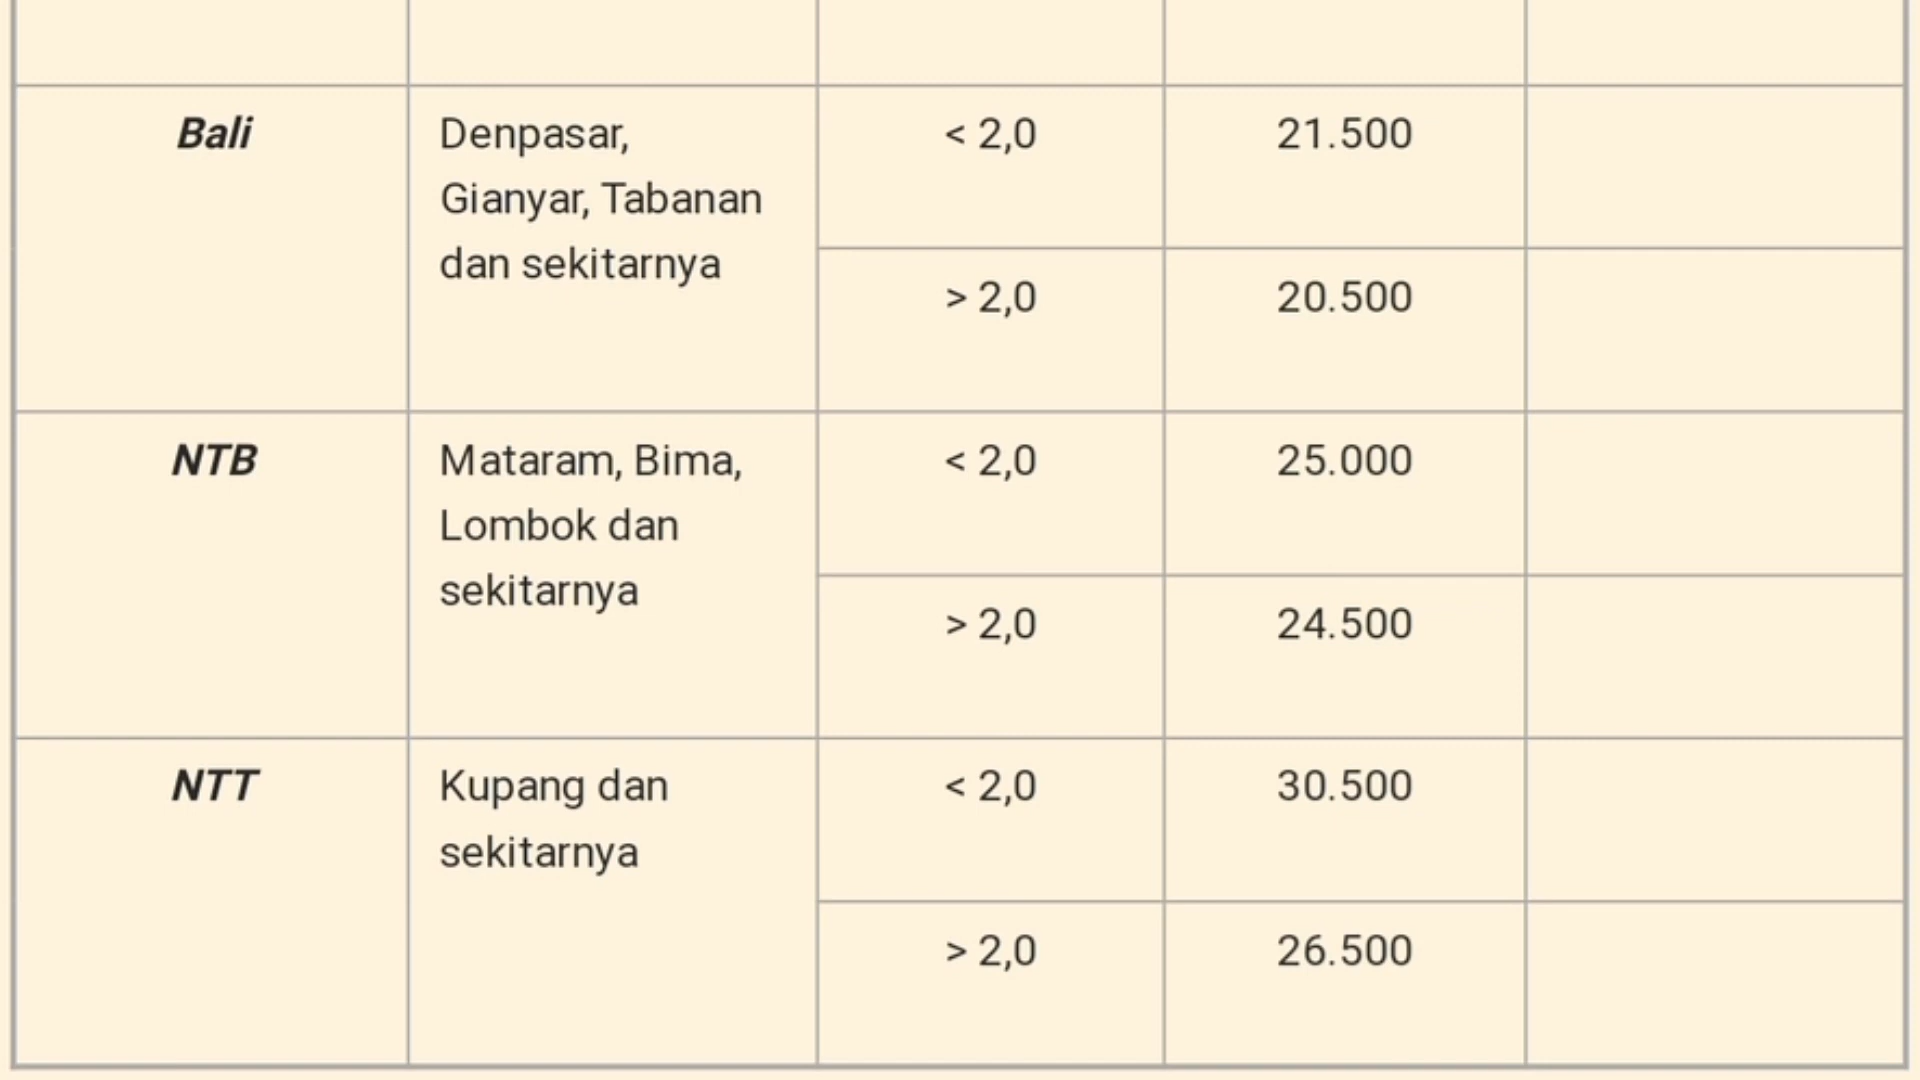 Bali
Denpasar,
Gianyar, Tabanan
dan sekitarnya
< 2,0
21.500
> 2,0
20.500
NTB
Mataram, Bima,
Lombok dan
sekitarnya
< 2,0
25.000
> 2,0
24.500
NTT
Kupang dan
sekitarnya
< 2,0
30.500
> 2,0
26.500